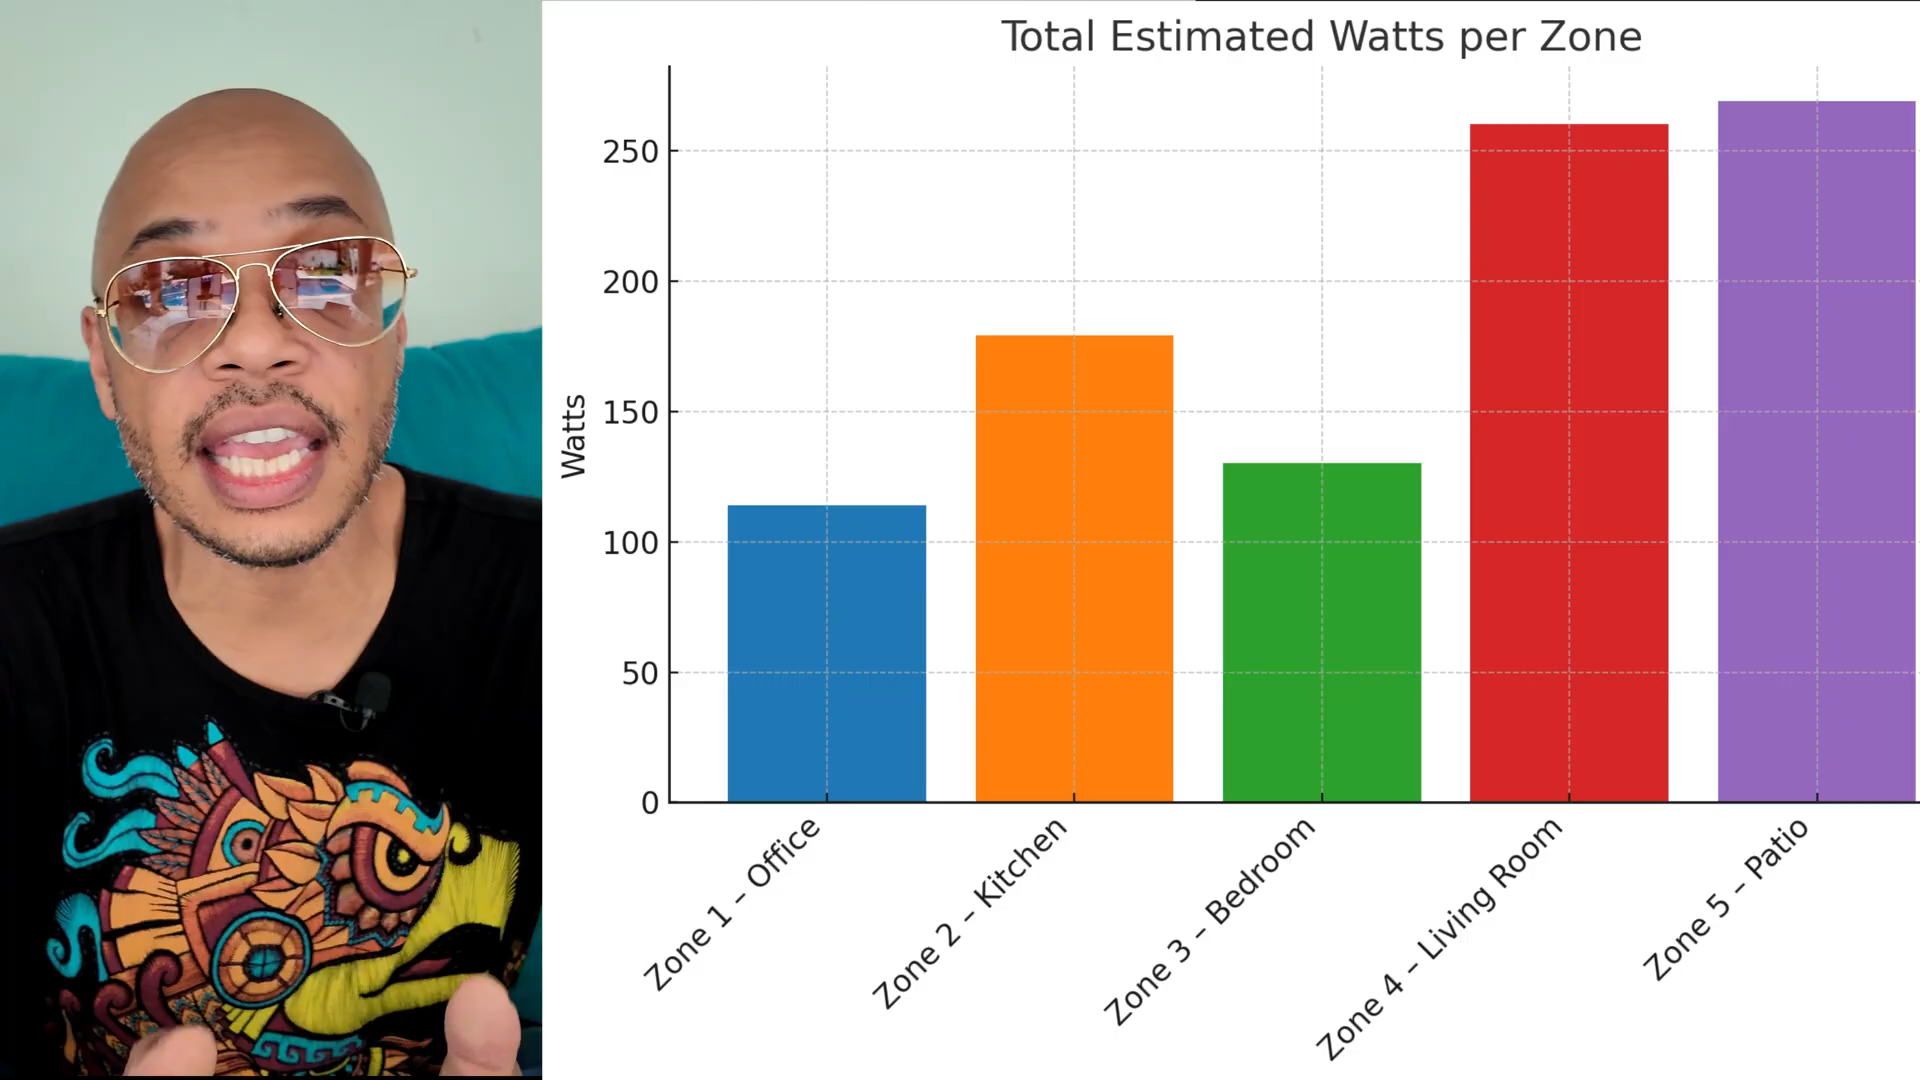 Total Estimated Watts per Zone
Watts
250
200
150
100
50
0
Zone 1 – Office
Zone 2 – Kitchen
Zone 3 – Bedroom
Zone 4 – Living Room
Zone 5 – Patio